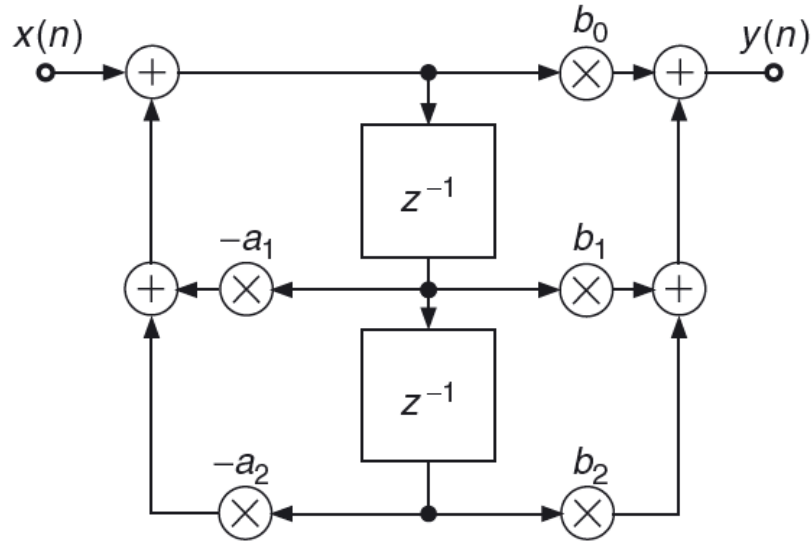 x(n) b₀ y(n)
+ × +
z⁻¹
−a₁ b₁
+ × × +
z⁻¹
−a₂ b₂
× ×